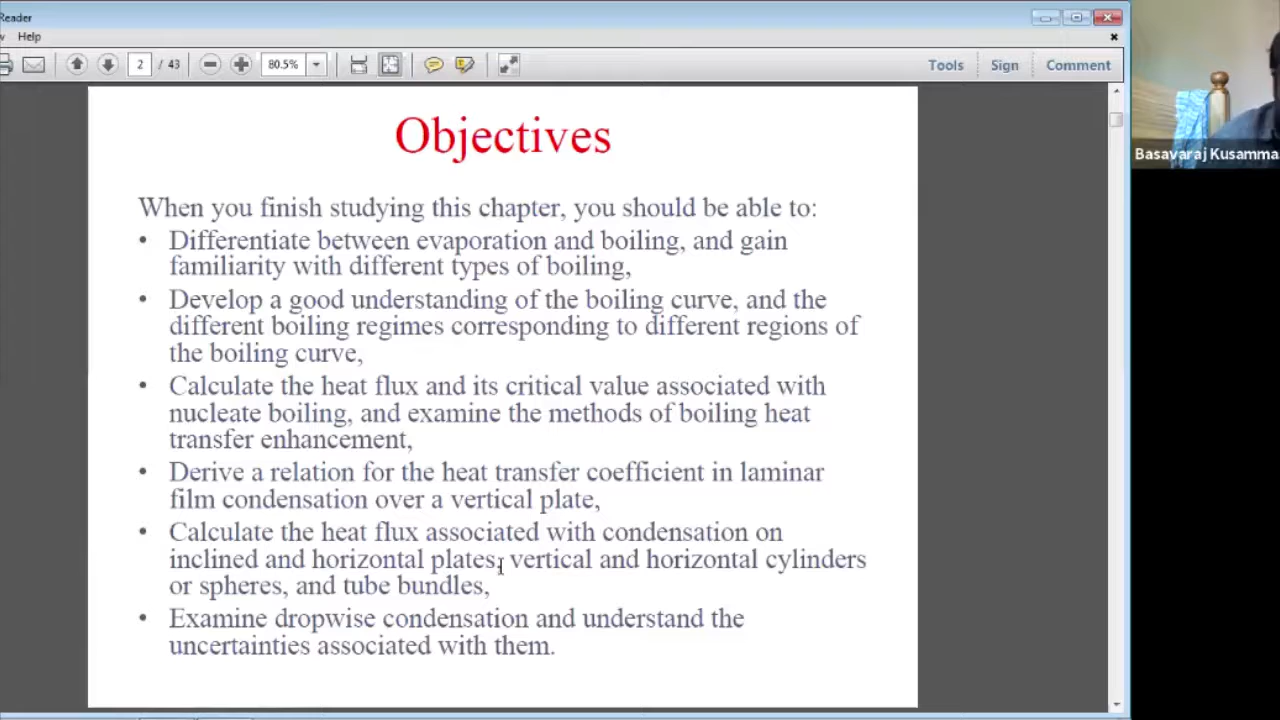 Reader
Help
2 / 43
80.5%
Tools
Sign
Comment
Objectives
When you finish studying this chapter, you should be able to:
• Differentiate between evaporation and boiling, and gain
familiarity with different types of boiling,
• Develop a good understanding of the boiling curve, and the
different boiling regimes corresponding to different regions of
the boiling curve,
• Calculate the heat flux and its critical value associated with
nucleate boiling, and examine the methods of boiling heat
transfer enhancement,
• Derive a relation for the heat transfer coefficient in laminar
film condensation over a vertical plate,
• Calculate the heat flux associated with condensation on
inclined and horizontal plates, vertical and horizontal cylinders
or spheres, and tube bundles,
• Examine dropwise condensation and understand the
uncertainties associated with them.
Basavaraj Kusamma